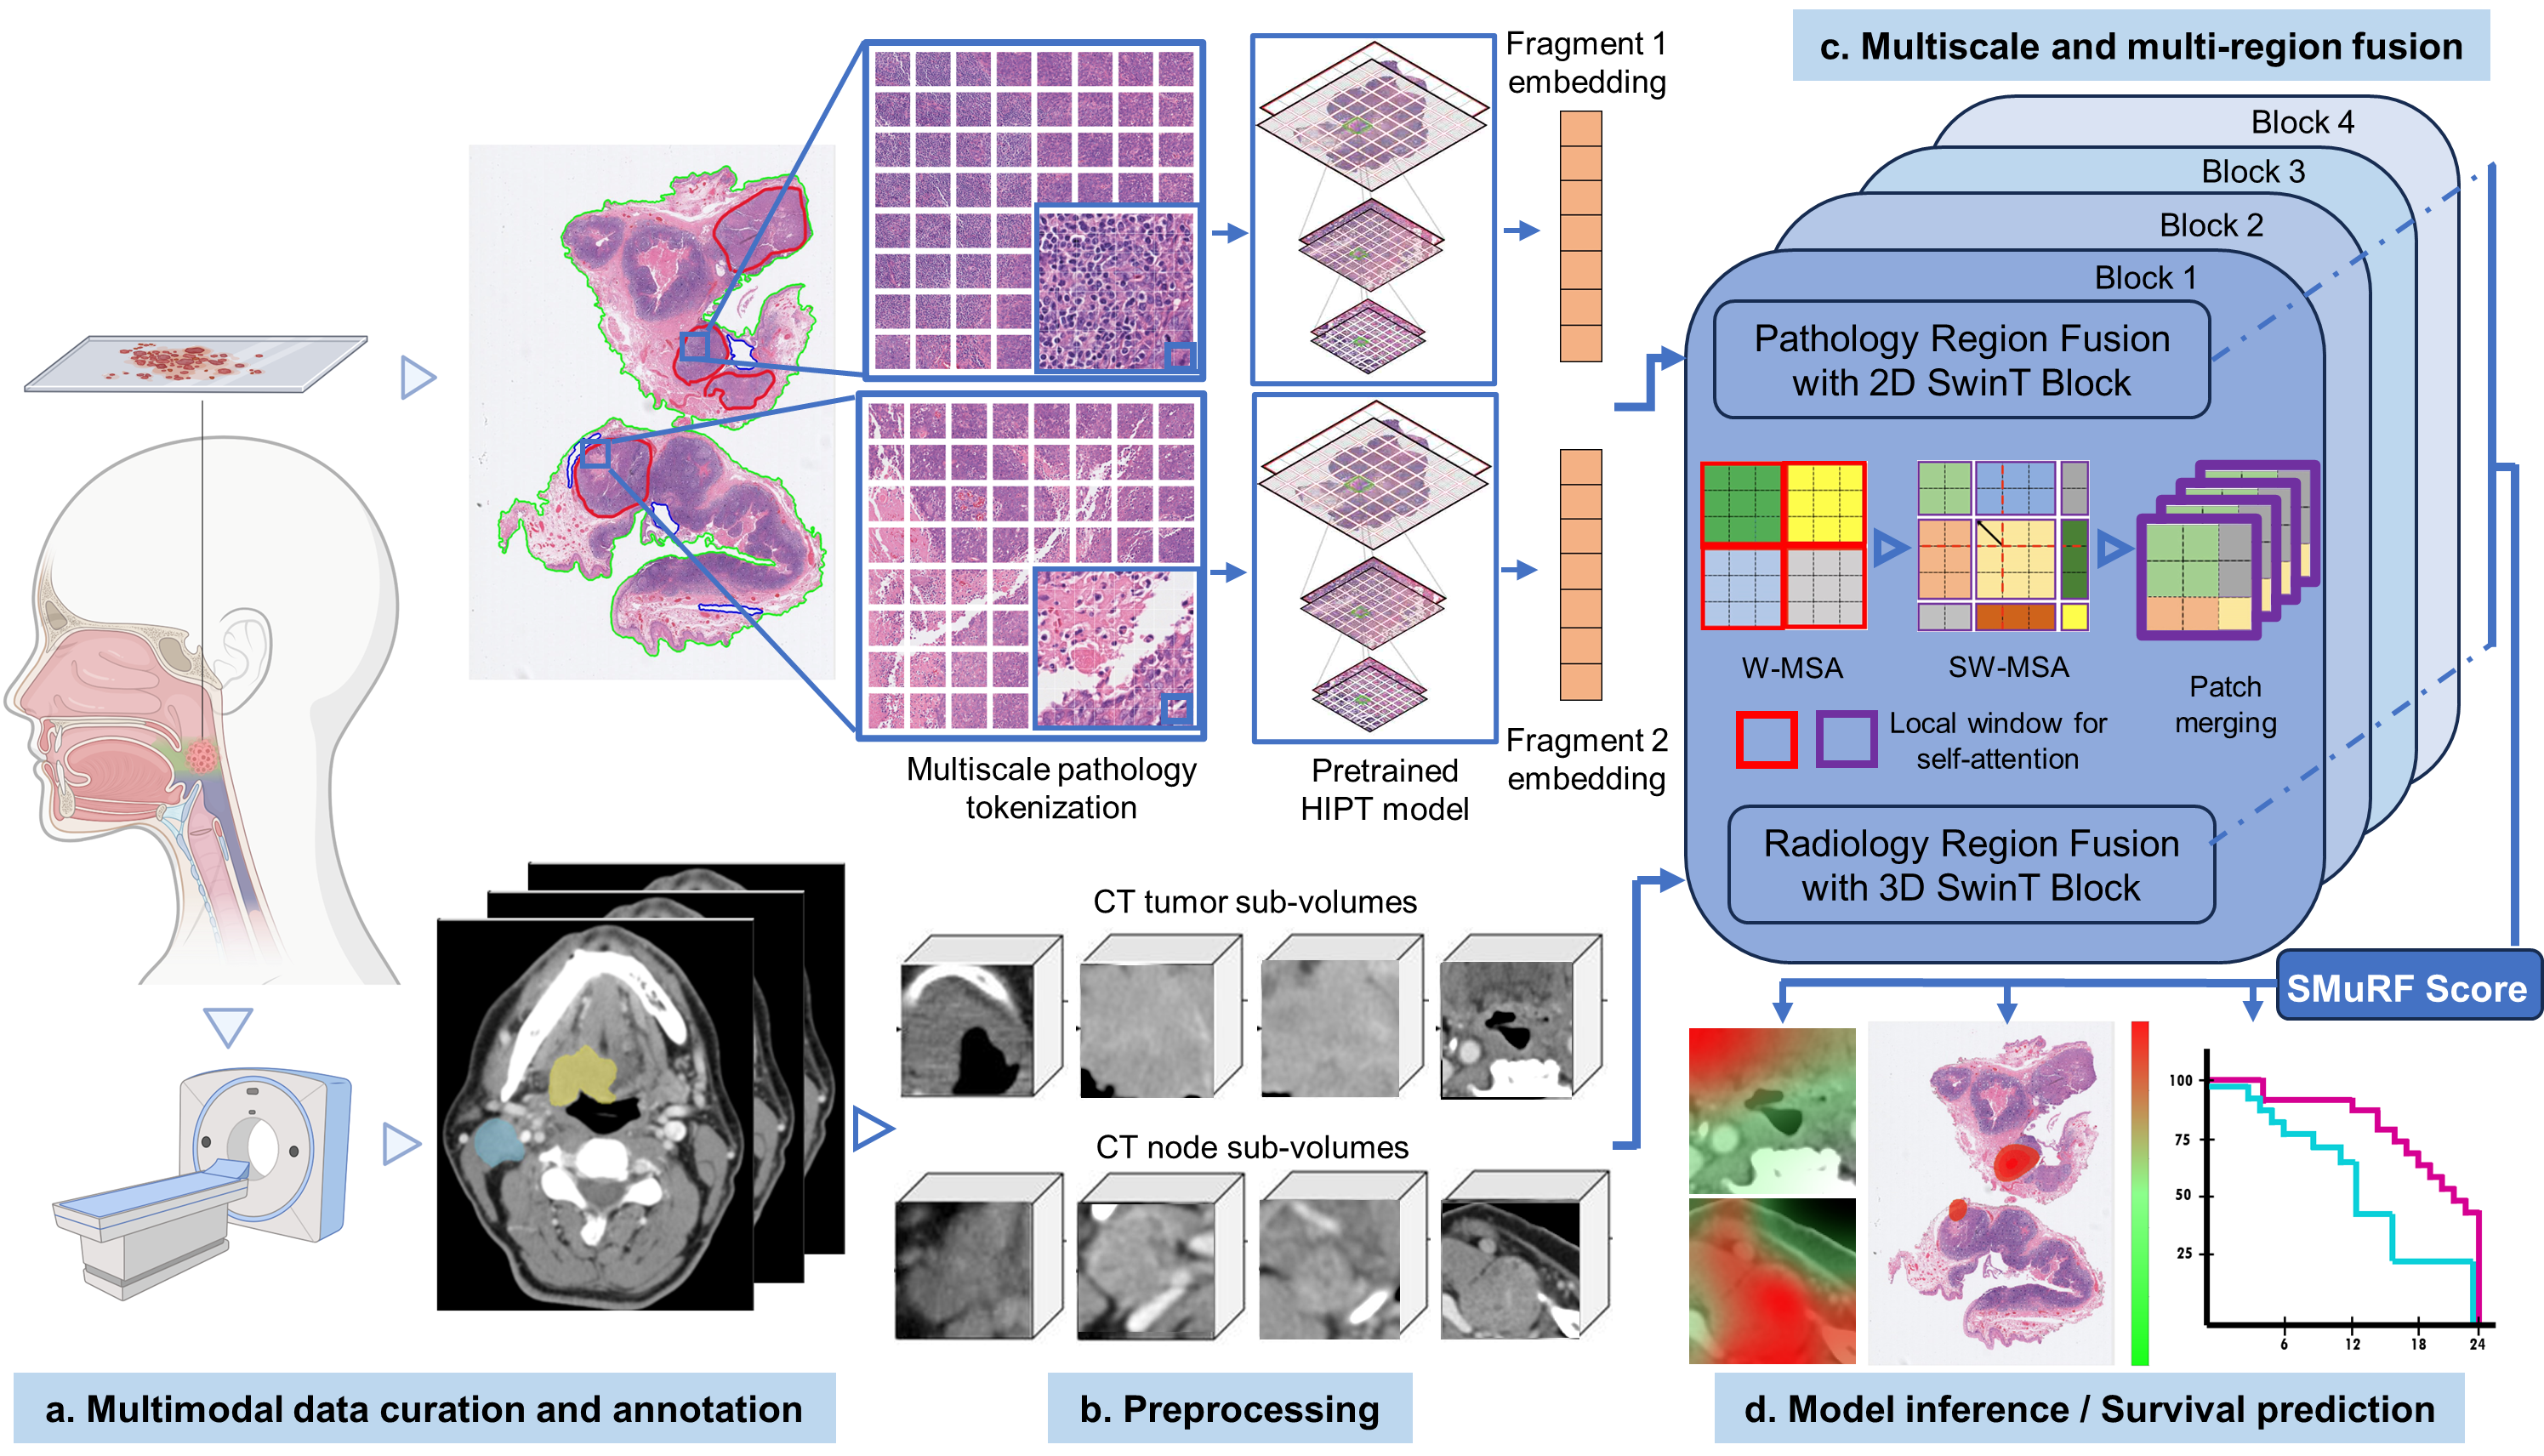 Fragment 1
embedding
Multiscale pathology
tokenization
Pretrained
HIPT model
Fragment 2
embedding
CT tumor sub-volumes
CT node sub-volumes
a. Multimodal data curation and annotation
b. Preprocessing
c. Multiscale and multi-region fusion
Block 4
Block 3
Block 2
Block 1
Pathology Region Fusion
with 2D SwinT Block
W-MSA
SW-MSA
Patch
merging
Local window for
self-attention
Radiology Region Fusion
with 3D SwinT Block
SMuRF Score
100
75
50
25
6
12
18
24
d. Model inference / Survival prediction